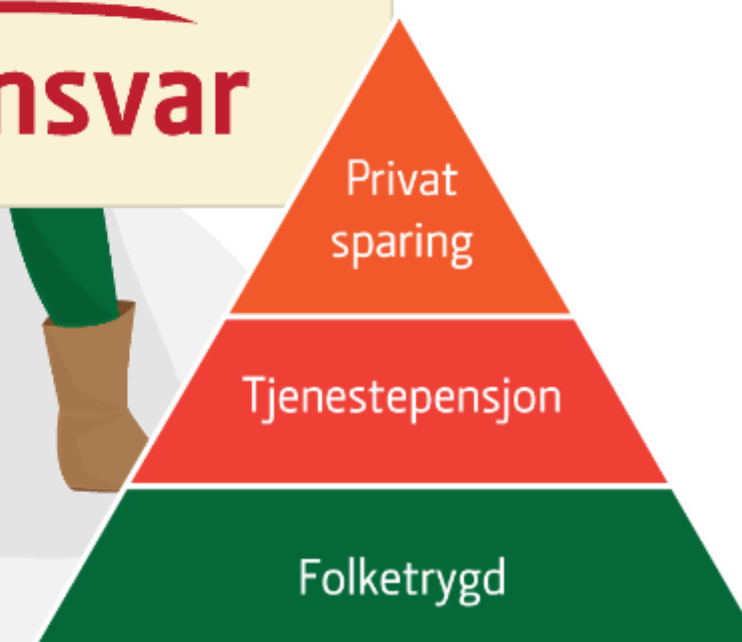 nsvar
Privat
sparing
Tjenestepensjon
Folketrygd